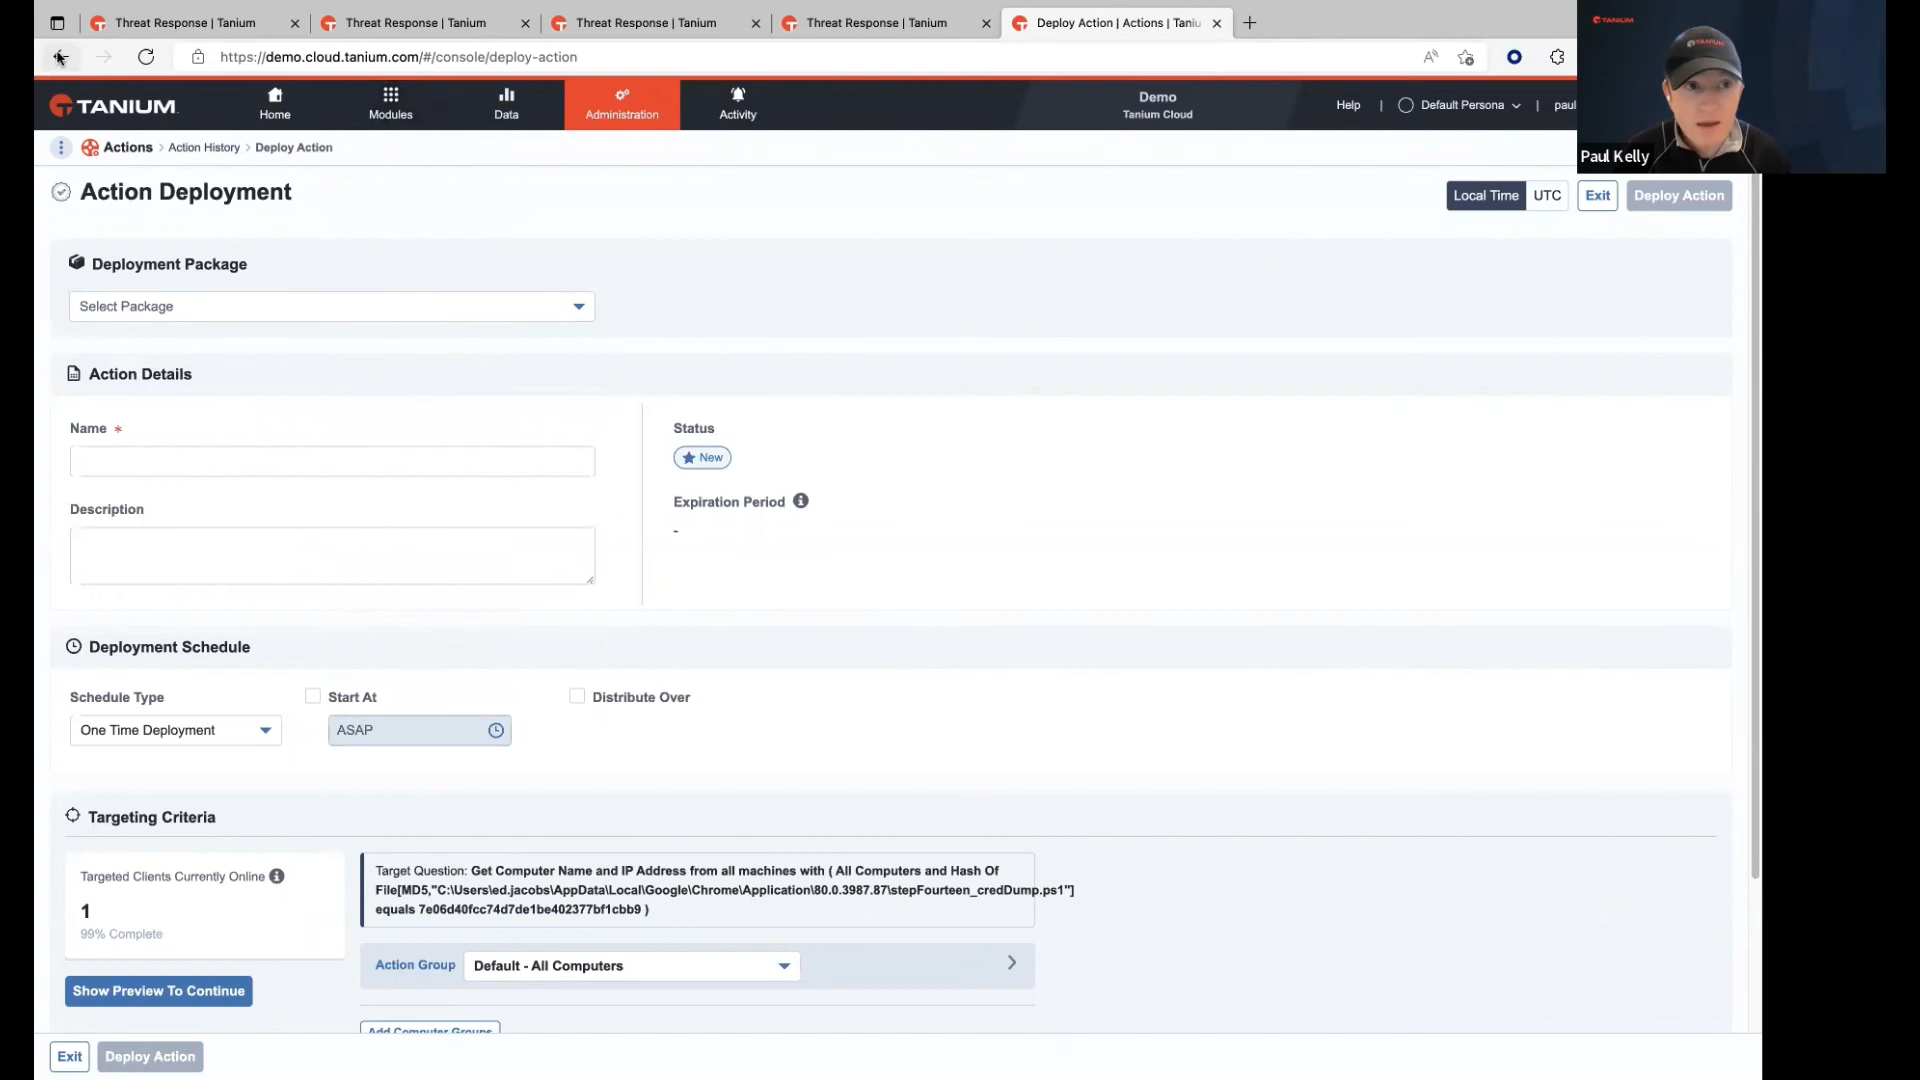 Threat Response | Tanium
Threat Response | Tanium
Threat Response | Tanium
Threat Response | Tanium
Deploy Action | Actions | Taniu
https://demo.cloud.tanium.com/#/console/deploy-action
TANIUM
Home
Modules
Data
Administration
Activity
Demo
Tanium Cloud
Help
Default Persona
paul
TANIUM
TANIUM
Paul Kelly
Actions > Action History > Deploy Action
Action Deployment
Local Time
UTC
Exit
Deploy Action
Deployment Package
Select Package
Action Details
Name *
Description
Status
New
Expiration Period
-
Deployment Schedule
Schedule Type
Start At
Distribute Over
One Time Deployment
ASAP
Targeting Criteria
Targeted Clients Currently Online
1
99% Complete
Show Preview To Continue
Target Question: Get Computer Name and IP Address from all machines with ( All Computers and Hash Of
File[MD5,"C:\Users\ed.jacobs\AppData\Local\Google\Chrome\Application\80.0.3987.87\stepFourteen_credDump.ps1"]
equals 7e06d40fcc74d7de1be402377bf1cbb9 )
Action Group
Default - All Computers
Add Computer Groups
Exit
Deploy Action